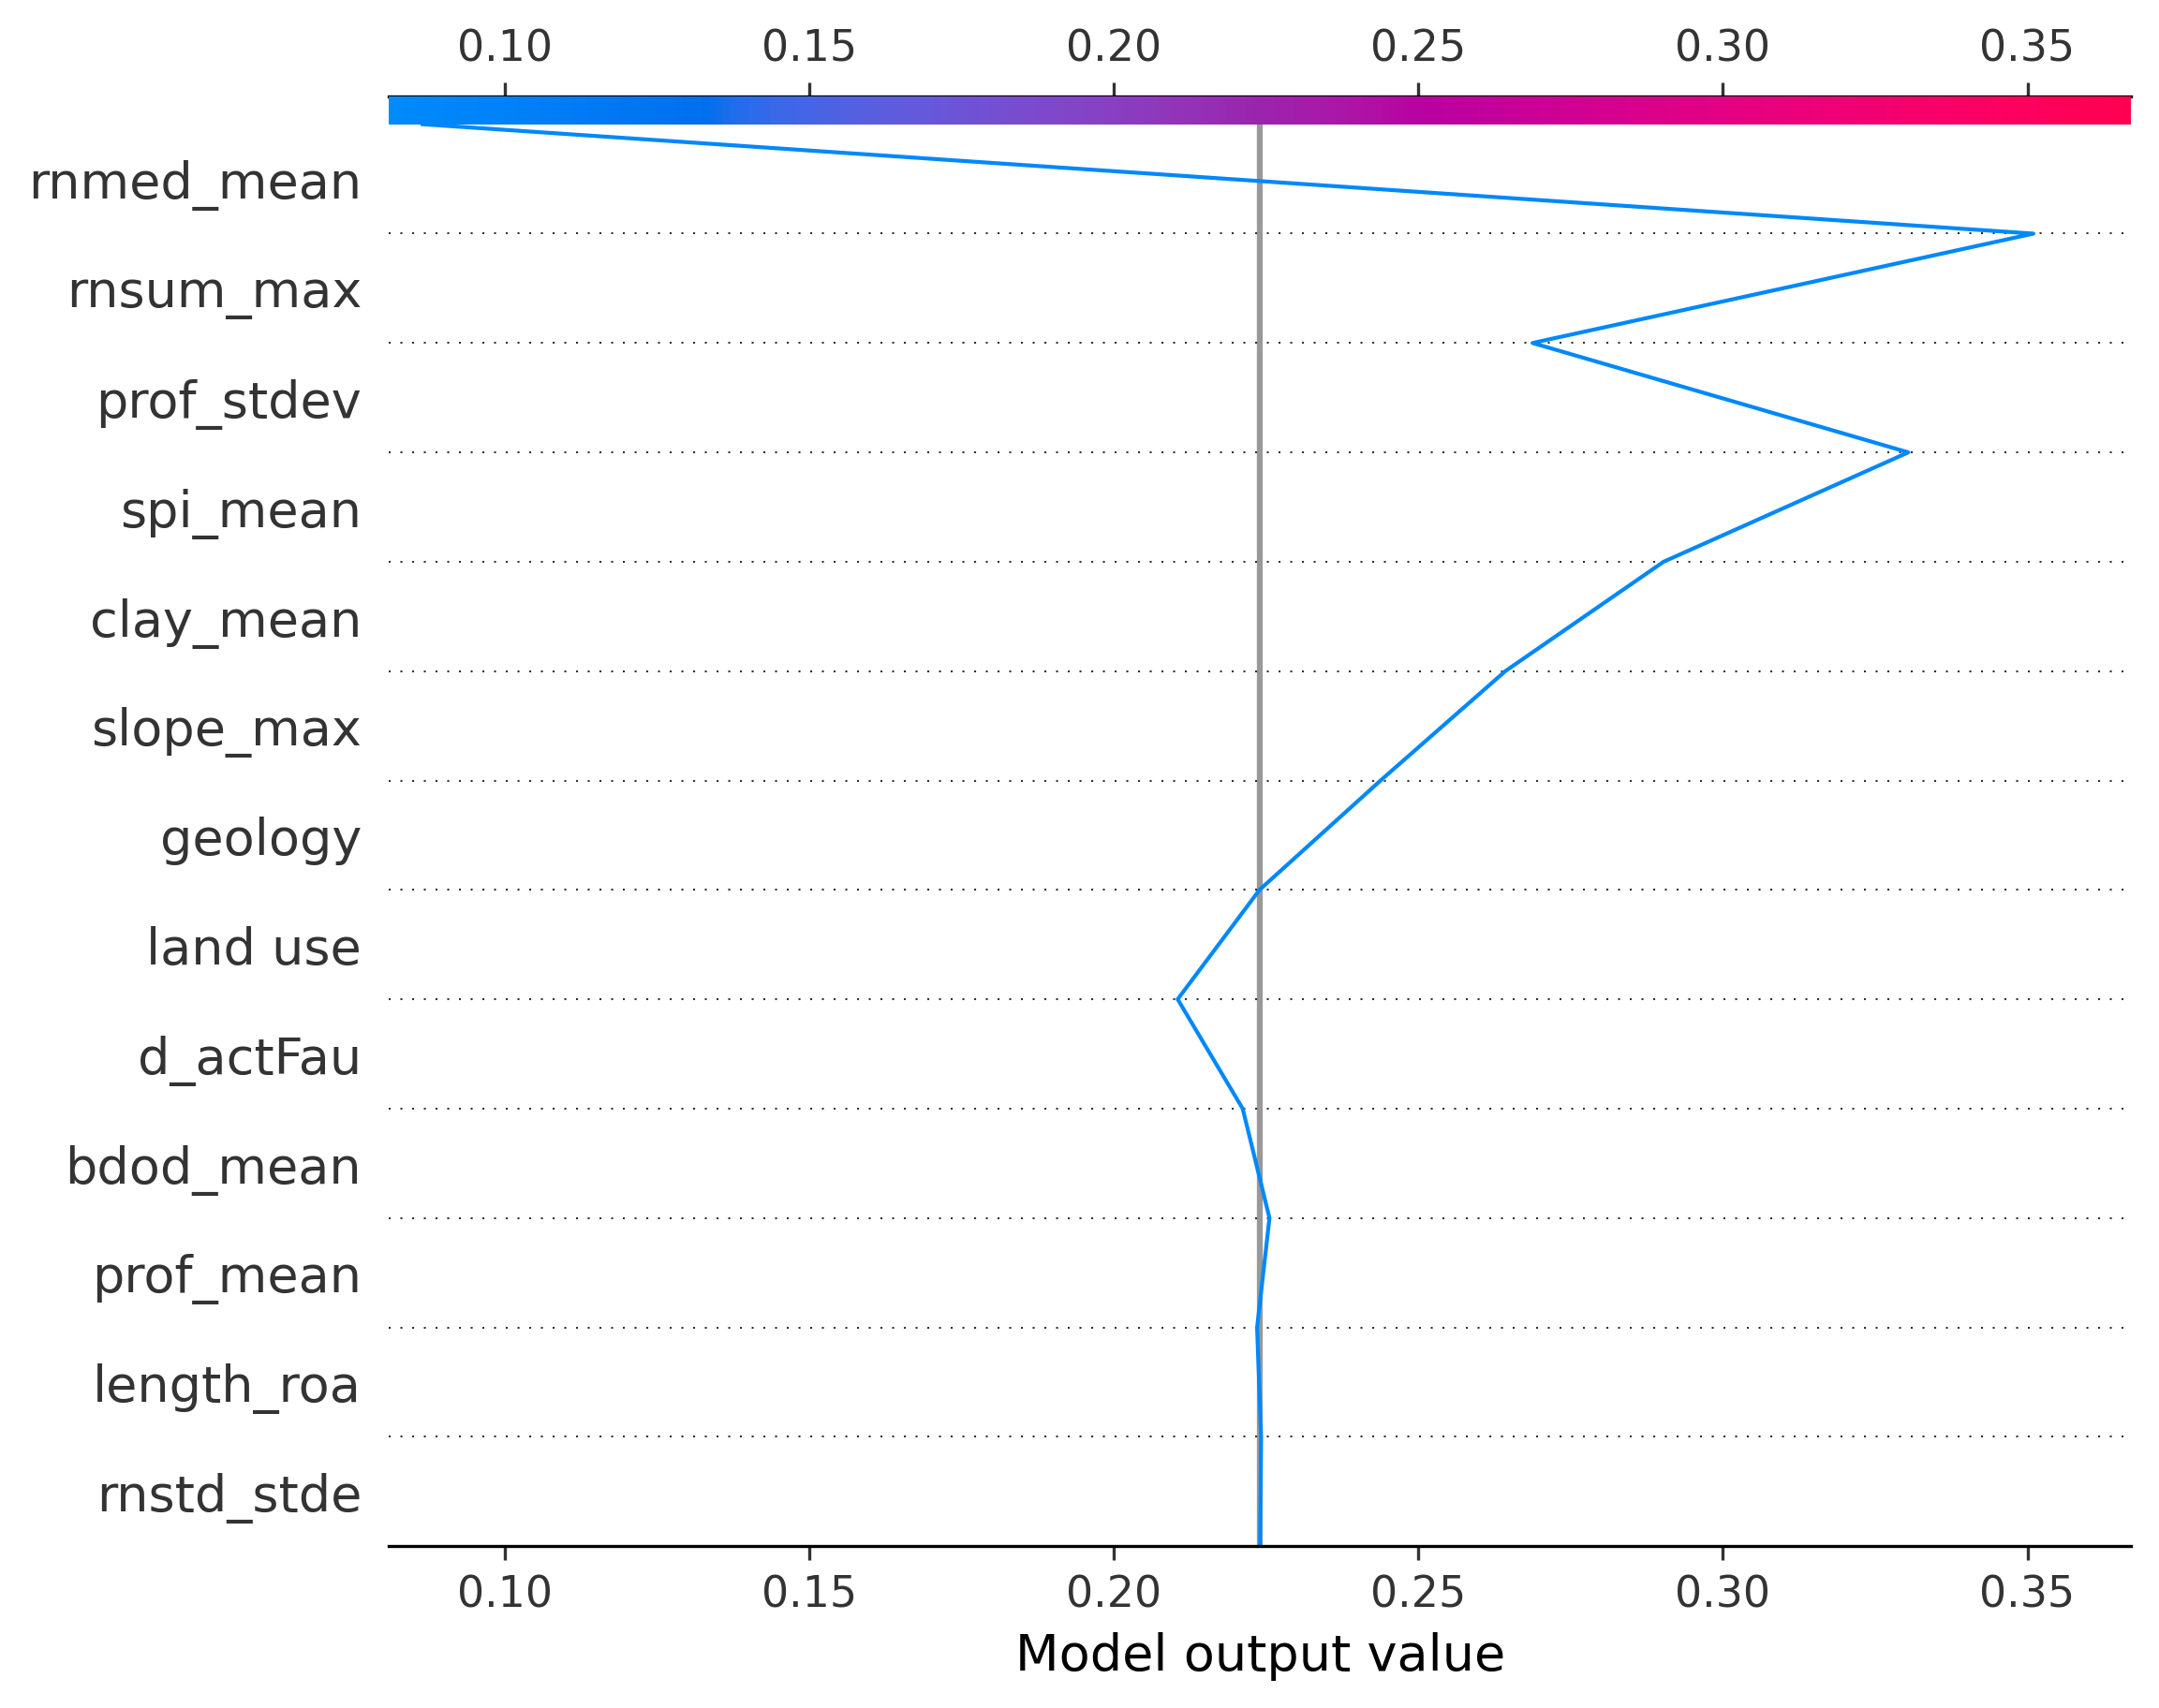 0.10 0.15 0.20 0.25 0.30 0.35
rnmed_mean
rnsum_max
prof_stdev
spi_mean
clay_mean
slope_max
geology
land use
d_actFau
bdod_mean
prof_mean
length_roa
rnstd_stde
0.10 0.15 0.20 0.25 0.30 0.35
Model output value